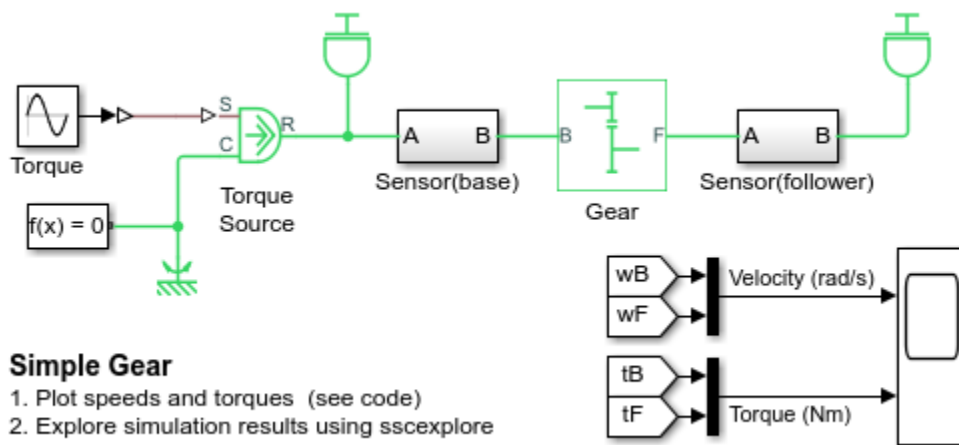 Torque
S
C
R
Torque
Source
f(x) = 0
A
B
Sensor(base)
B
F
Gear
A
B
Sensor(follower)
wB
wF
Velocity (rad/s)
tB
tF
Torque (Nm)
Simple Gear
1. Plot speeds and torques (see code)
2. Explore simulation results using sscexplore